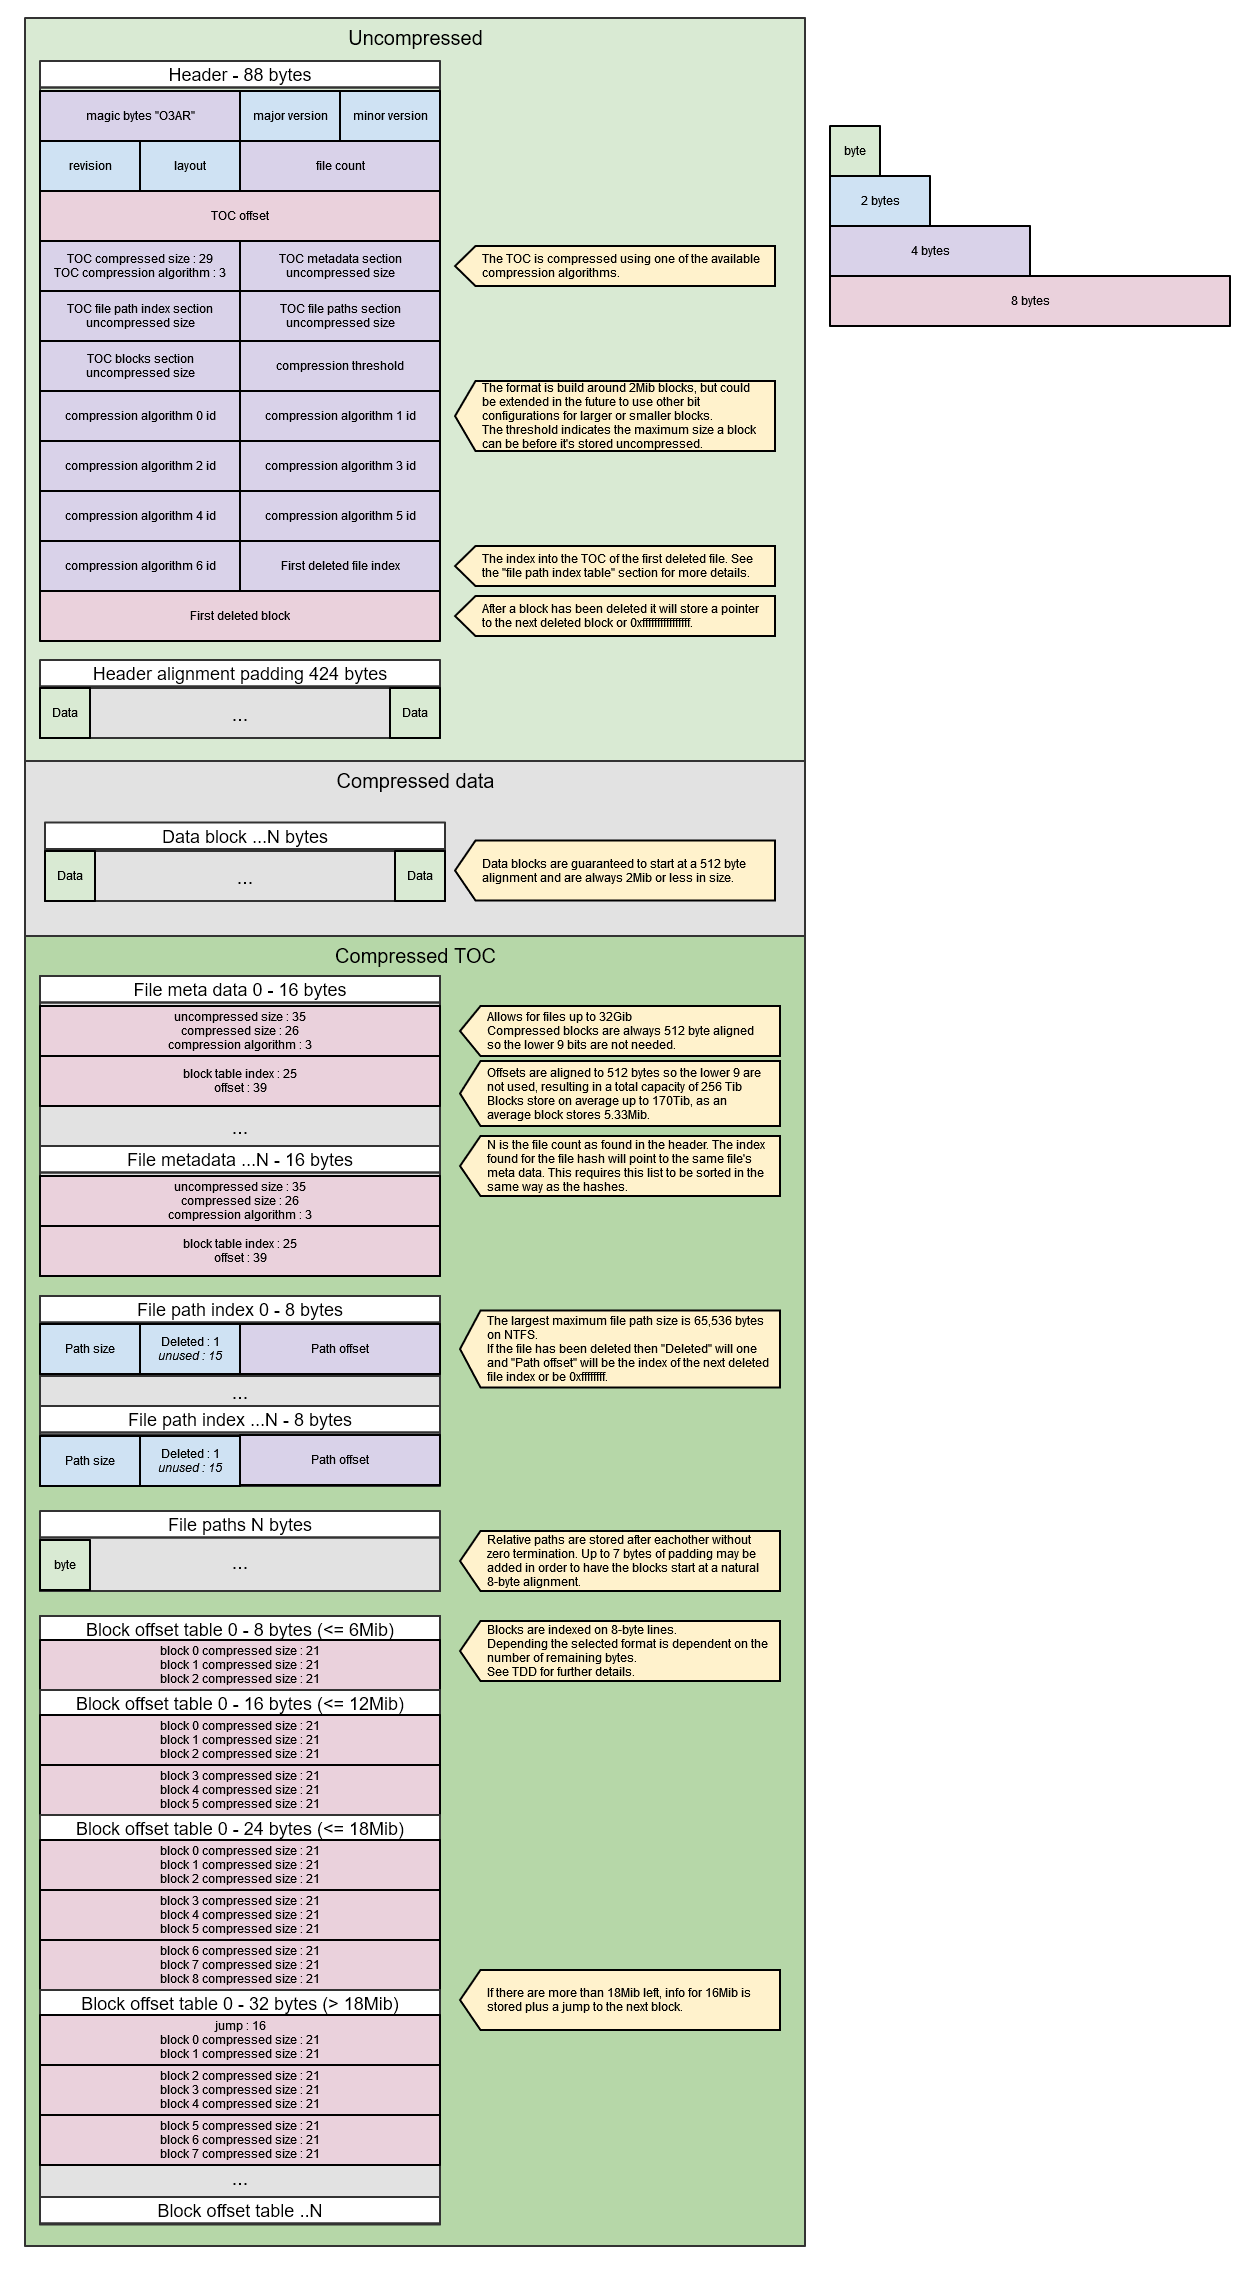 Uncompressed
Header - 88 bytes
magic bytes "O3AR"
major version
minor version
revision
layout
file count
TOC offset
TOC compressed size : 29
TOC compression algorithm : 3
TOC metadata section
uncompressed size
The TOC is compressed using one of the available
compression algorithms.
TOC file path index section
uncompressed size
TOC file paths section
uncompressed size
TOC blocks section
uncompressed size
compression threshold
The format is build around 2Mib blocks, but could
be extended in the future to use other bit
configurations for larger or smaller blocks.
The threshold indicates the maximum size a block
can be before it's stored uncompressed.
compression algorithm 0 id
compression algorithm 1 id
compression algorithm 2 id
compression algorithm 3 id
compression algorithm 4 id
compression algorithm 5 id
compression algorithm 6 id
First deleted file index
The index into the TOC of the first deleted file. See
the "file path index table" section for more details.
First deleted block
After a block has been deleted it will store a pointer
to the next deleted block or 0xffffffffffffffff.
Header alignment padding 424 bytes
Data
...
Data
byte
2 bytes
4 bytes
8 bytes
Compressed data
Data block ...N bytes
Data
...
Data
Data blocks are guaranteed to start at a 512 byte
alignment and are always 2Mib or less in size.
Compressed TOC
File meta data 0 - 16 bytes
uncompressed size : 35
compressed size : 26
compression algorithm : 3
Allows for files up to 32Gib
Compressed blocks are always 512 byte aligned
so the lower 9 bits are not needed.
block table index : 25
offset : 39
Offsets are aligned to 512 bytes so the lower 9 are
not used, resulting in a total capacity of 256 Tib
Blocks store on average up to 170Tib, as an
average block stores 5.33Mib.
...
File metadata ...N - 16 bytes
N is the file count as found in the header. The index
found for the file hash will point to the same file's
meta data. This requires this list to be sorted in the
same way as the hashes.
uncompressed size : 35
compressed size : 26
compression algorithm : 3
block table index : 25
offset : 39
File path index 0 - 8 bytes
Path size
Deleted : 1
unused : 15
Path offset
The largest maximum file path size is 65,536 bytes
on NTFS.
If the file has been deleted then "Deleted" will one
and "Path offset" will be the index of the next deleted
file index or be 0xffffffff.
...
File path index ...N - 8 bytes
Path size
Deleted : 1
unused : 15
Path offset
File paths N bytes
byte
...
Relative paths are stored after eachother without
zero termination. Up to 7 bytes of padding may be
added in order to have the blocks start at a natural
8-byte alignment.
Block offset table 0 - 8 bytes (<= 6Mib)
block 0 compressed size : 21
block 1 compressed size : 21
block 2 compressed size : 21
Blocks are indexed on 8-byte lines.
Depending the selected format is dependent on the
number of remaining bytes.
See TDD for further details.
Block offset table 0 - 16 bytes (<= 12Mib)
block 0 compressed size : 21
block 1 compressed size : 21
block 2 compressed size : 21
block 3 compressed size : 21
block 4 compressed size : 21
block 5 compressed size : 21
Block offset table 0 - 24 bytes (<= 18Mib)
block 0 compressed size : 21
block 1 compressed size : 21
block 2 compressed size : 21
block 3 compressed size : 21
block 4 compressed size : 21
block 5 compressed size : 21
block 6 compressed size : 21
block 7 compressed size : 21
block 8 compressed size : 21
Block offset table 0 - 32 bytes (> 18Mib)
If there are more than 18Mib left, info for 16Mib is
stored plus a jump to the next block.
jump : 16
block 0 compressed size : 21
block 1 compressed size : 21
block 2 compressed size : 21
block 3 compressed size : 21
block 4 compressed size : 21
block 5 compressed size : 21
block 6 compressed size : 21
block 7 compressed size : 21
...
Block offset table ..N